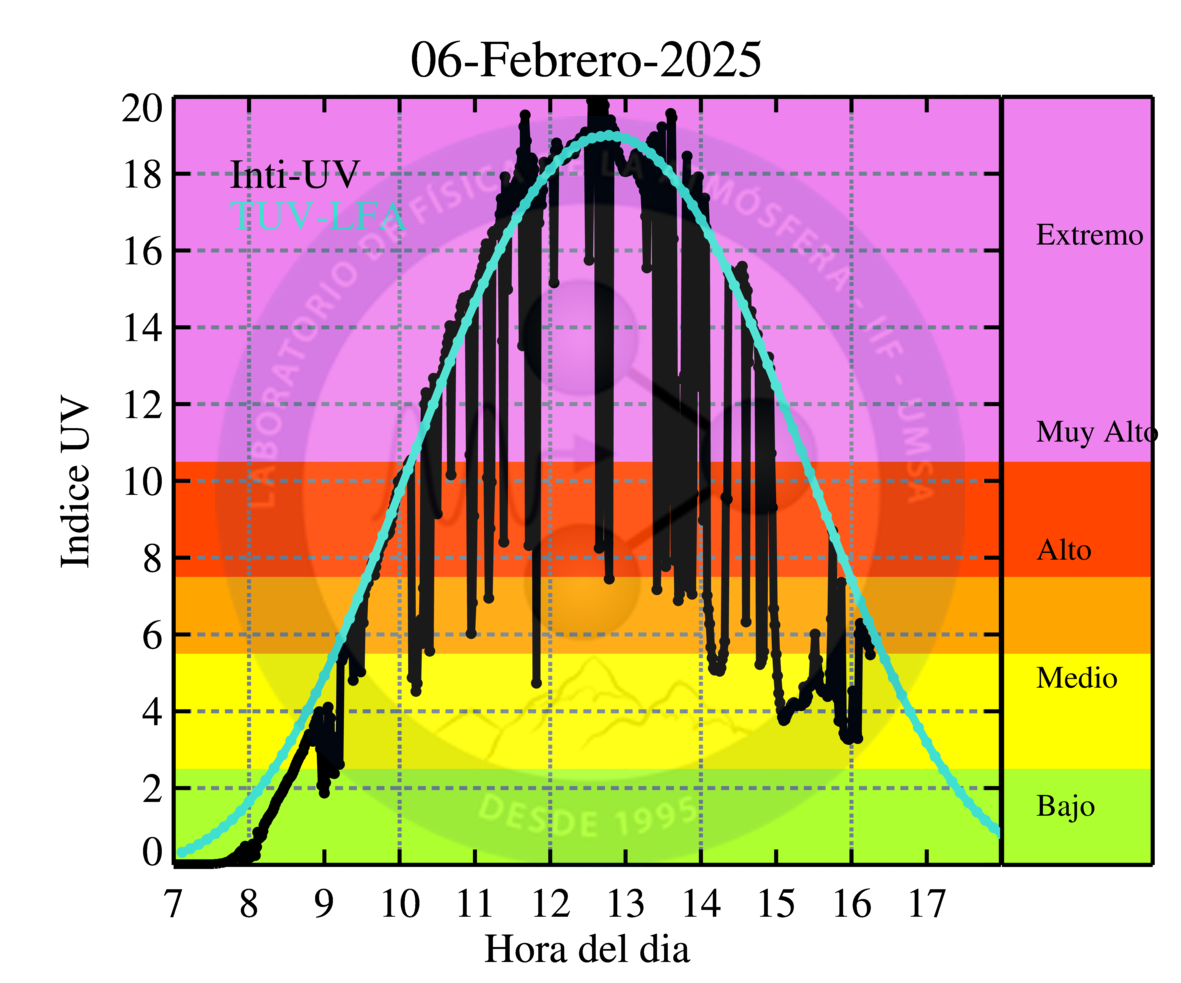 06-Febrero-2025
20
18
16
14
12
10
8
6
4
2
0
Indice UV
Inti-UV
TUV-LFA
LABORATORIO DE FÍSICA DE LA ATMÓSFERA - IIF - UMSA
DESDE 1995
Extremo
Muy Alto
Alto
Medio
Bajo
7 8 9 10 11 12 13 14 15 16 17
Hora del dia